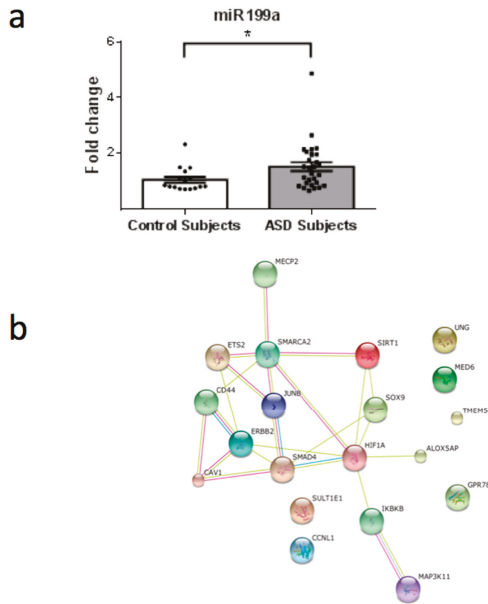 a
miR199a
*
6
4
2
Fold change
Control Subjects
ASD Subjects
b
MECP2
ETS2
SMARCA2
SIRT1
UNG
MED6
CD44
JUNB
SOX9
TMEM5
ERBB2
HIF1A
ALOX5AP
CAV1
SMAD4
GPR78
SULT1E1
IKBKB
CCNL1
MAP3K11